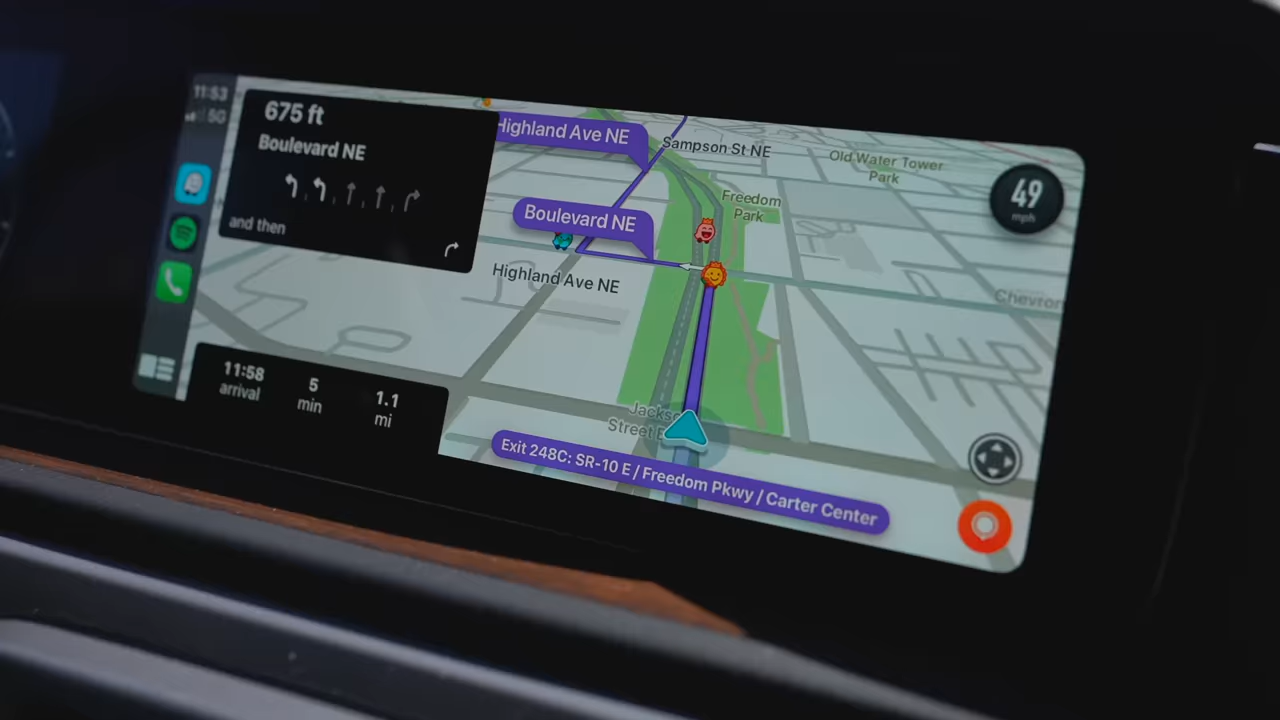 11:53
5G
675 ft
Boulevard NE
and then
Highland Ave NE
Sampson St NE
Old Water Tower
Park
49
mph
Freedom
Park
Boulevard NE
Highland Ave NE
Chevron
11:58
arrival
5
min
1.1
mi
Street
Exit 248C: SR-10 E / Freedom Pkwy / Carter Center